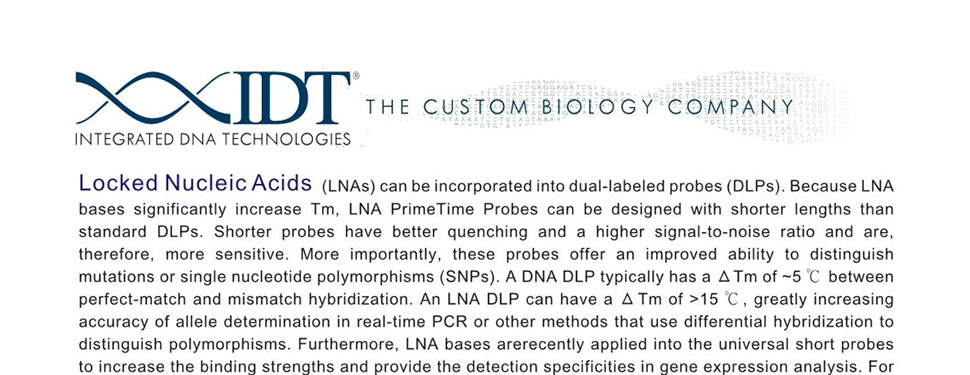 IDT®
INTEGRATED DNA TECHNOLOGIES
THE CUSTOM BIOLOGY COMPANY
Locked Nucleic Acids (LNAs) can be incorporated into dual-labeled probes (DLPs). Because LNA
bases significantly increase Tm, LNA PrimeTime Probes can be designed with shorter lengths than
standard DLPs. Shorter probes have better quenching and a higher signal-to-noise ratio and are,
therefore, more sensitive. More importantly, these probes offer an improved ability to distinguish
mutations or single nucleotide polymorphisms (SNPs). A DNA DLP typically has a ΔTm of ~5 ℃ between
perfect-match and mismatch hybridization. An LNA DLP can have a ΔTm of >15 ℃, greatly increasing
accuracy of allele determination in real-time PCR or other methods that use differential hybridization to
distinguish polymorphisms. Furthermore, LNA bases arerecently applied into the universal short probes
to increase the binding strengths and provide the detection specificities in gene expression analysis. For